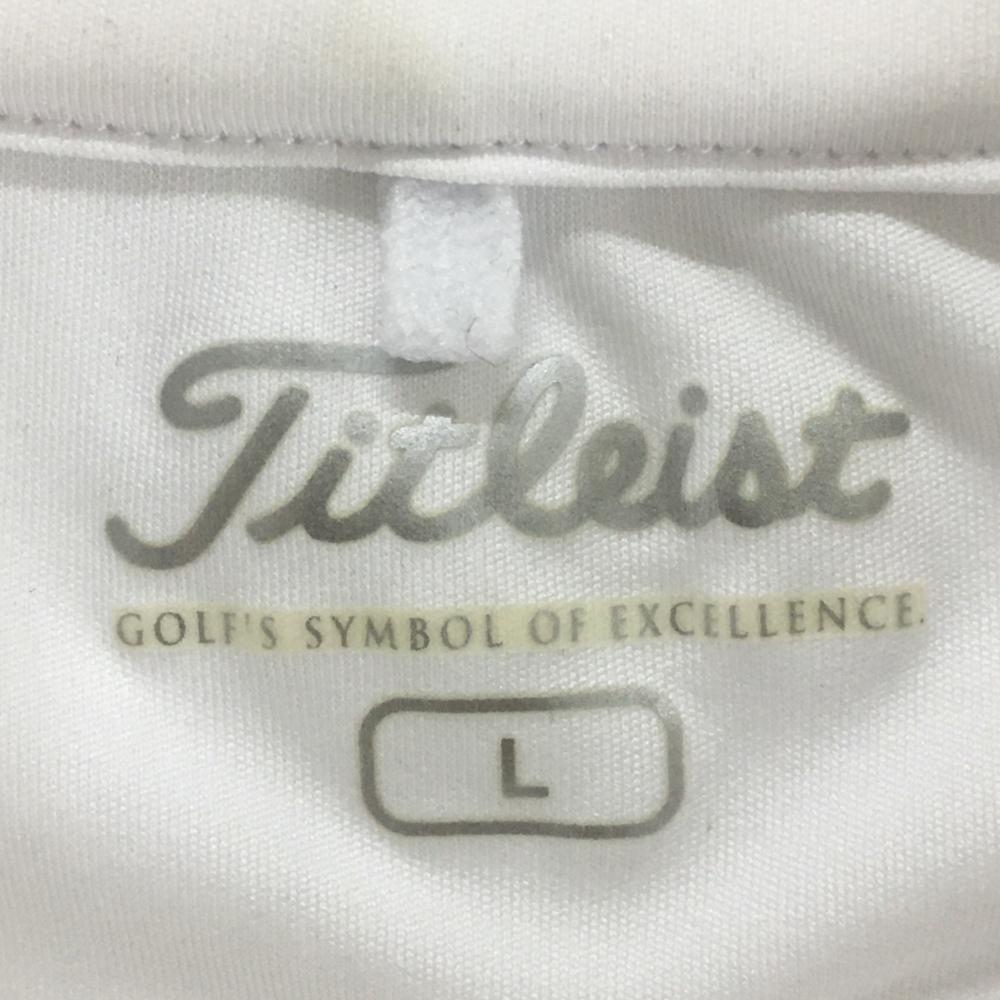 Titleist
GOLF'S SYMBOL OF EXCELLENCE.
L